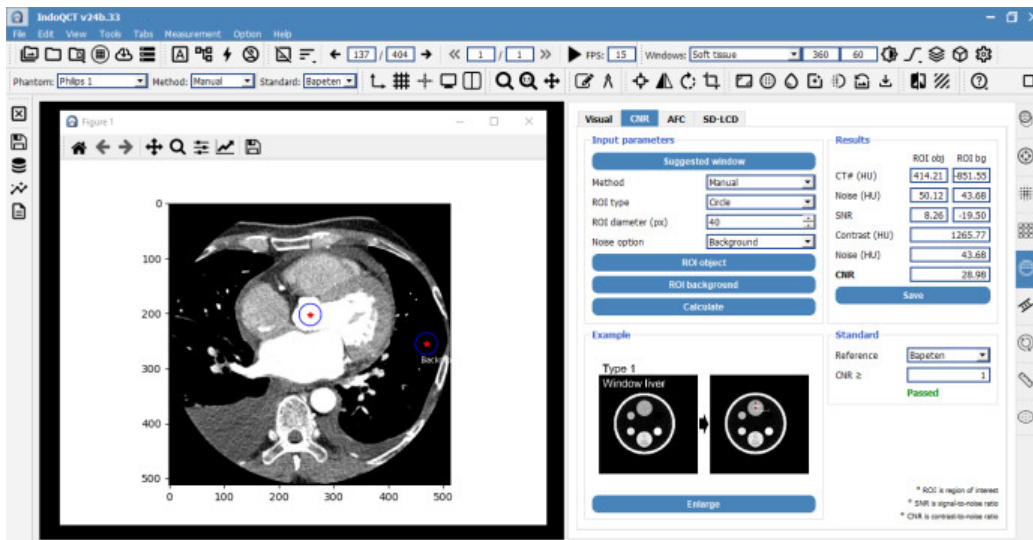 IndoQCT v24b.33
File Edit View Tools Tabs Measurement Option Help
137 / 404 1 / 1 FPS: 15 Windows: Soft tissue 360 60
Phantom: Philips 1 Method: Manual Standard: Bapeten
Figure 1
0
100
200
300
400
500
0 100 200 300 400 500
Visual CNR AFC SD-LCD
Input parameters
Suggested window
Method Manual
ROI type Circle
ROI diameter (px) 40
Noise option Background
ROI object
ROI background
Calculate
Results
ROI obj ROI bg
CT# (HU) 414.21 -851.55
Noise (HU) 50.12 43.68
SNR 8.26 -19.50
Contrast (HU) 1265.77
Noise (HU) 43.68
CNR 28.98
Save
Example
Type 1
Window liver
Enlarge
Standard
Reference Bapeten
CNR ≥ 1
Passed
* ROI is region of interest
* SNR is signal-to-noise ratio
* CNR is contrast-to-noise ratio